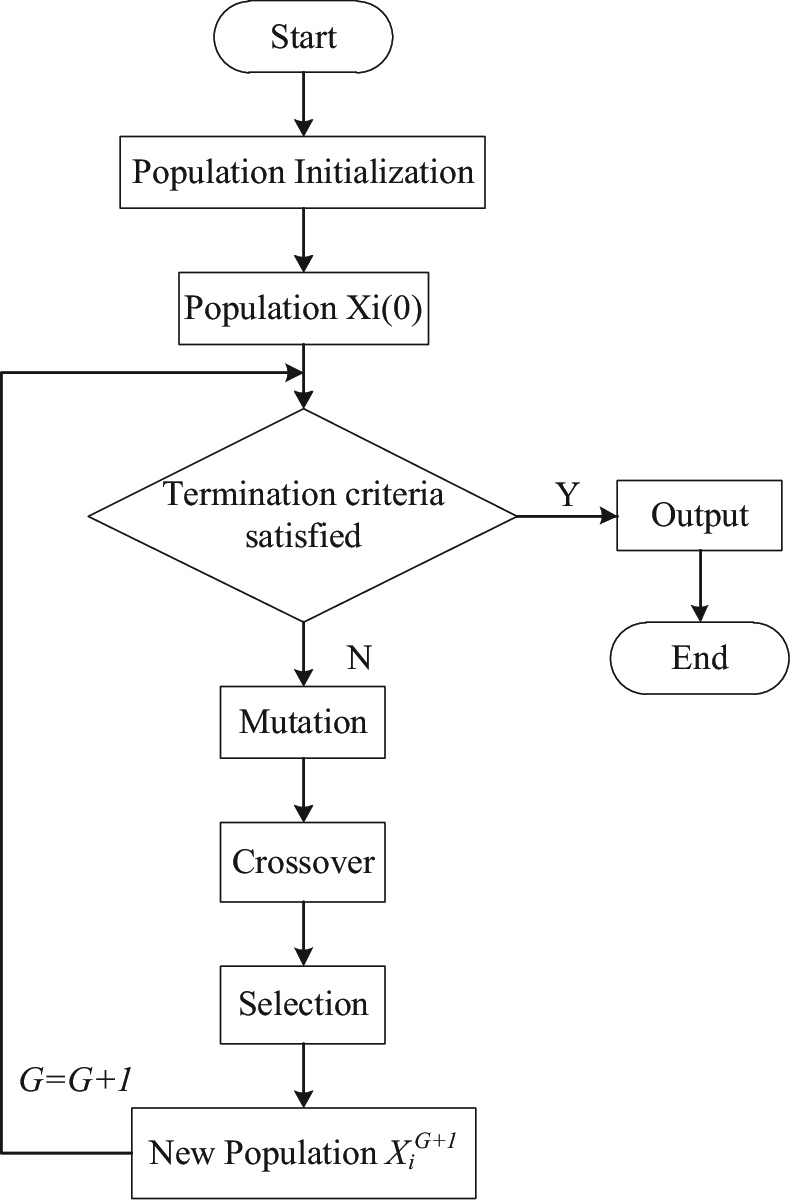 Start
Population Initialization
Population Xi(0)
Termination criteria
satisfied
Y
Output
End
N
Mutation
Crossover
Selection
G=G+1
New Population $X_i^{G+1}$